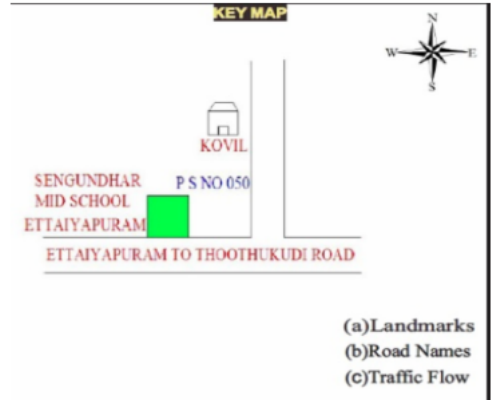 KEY MAP
N
W E
S
KOVIL
SENGUNDHAR
MID SCHOOL
ETTAIYAPURAM
P S NO 050
ETTAIYAPURAM TO THOOTHUKUDI ROAD
(a)Landmarks
(b)Road Names
(c)Traffic Flow